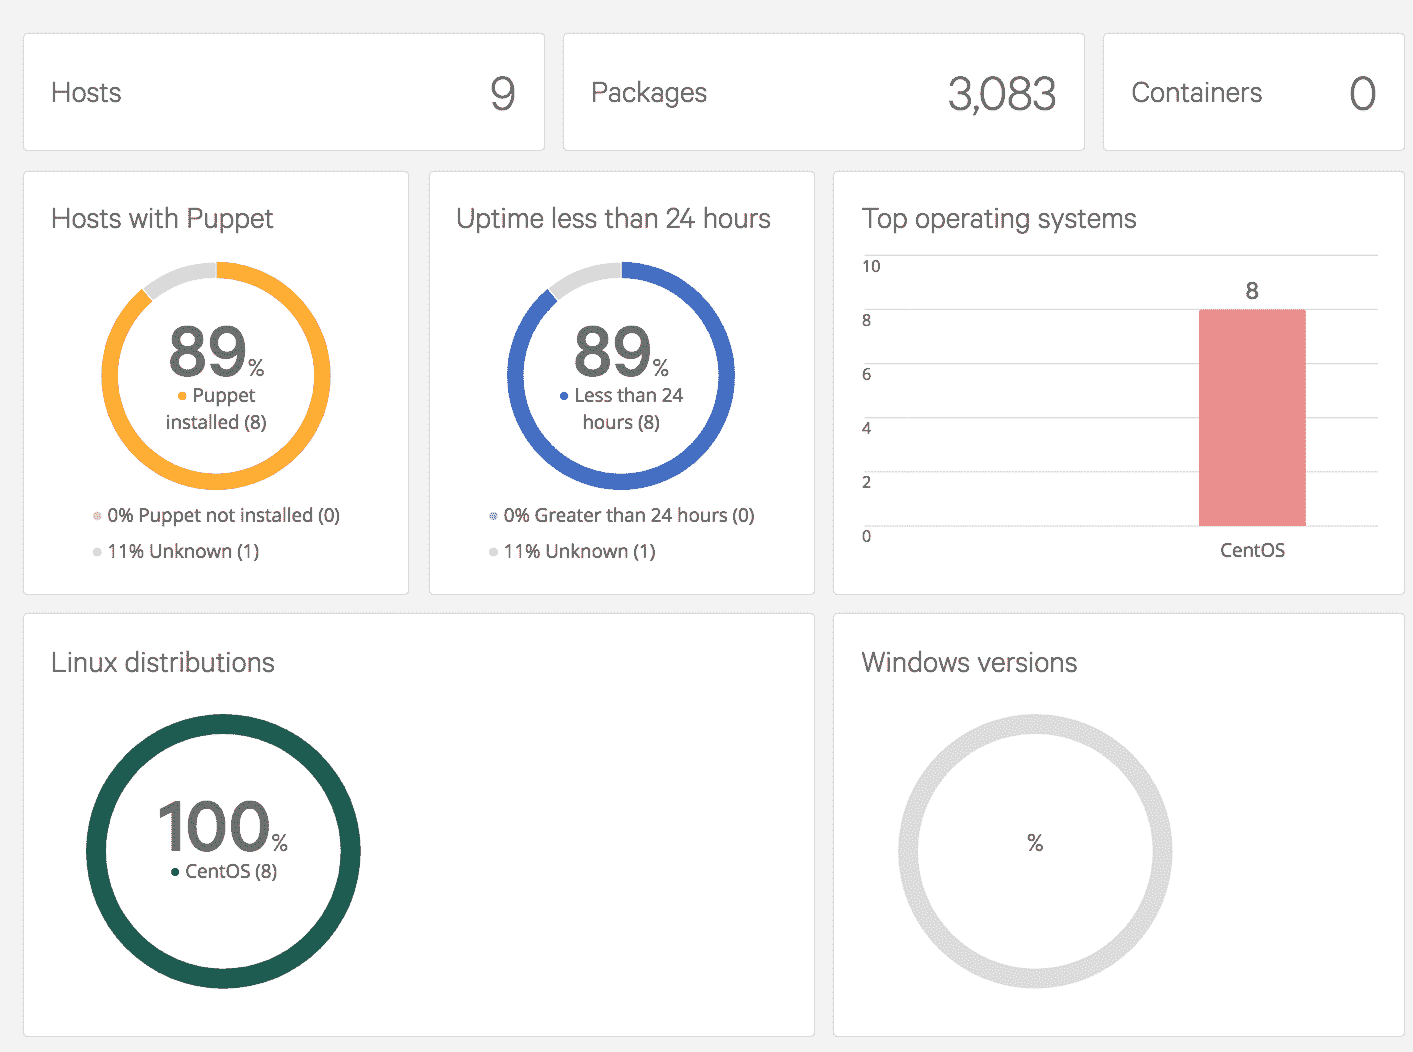 Hosts 9
Packages 3,083
Containers 0
Hosts with Puppet
89%
Puppet
installed (8)
0% Puppet not installed (0)
11% Unknown (1)
Uptime less than 24 hours
89%
Less than 24
hours (8)
0% Greater than 24 hours (0)
11% Unknown (1)
Top operating systems
10
8
8
6
4
2
0
CentOS
Linux distributions
100%
CentOS (8)
Windows versions
%